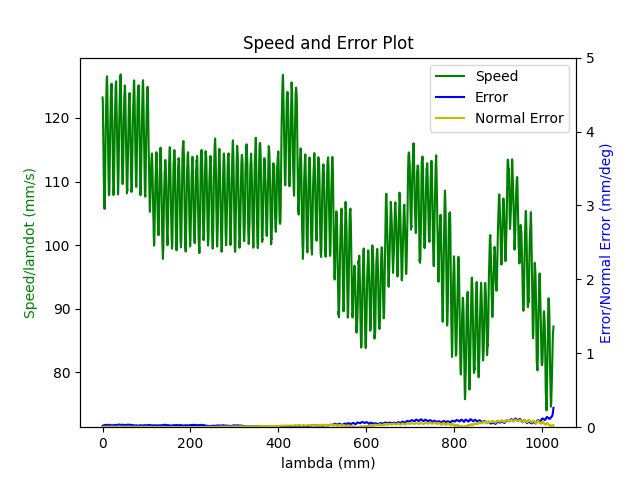 Speed and Error Plot
Speed
Error
Normal Error
Speed/lamdot (mm/s)
120
110
100
90
80
5
4
3
2
1
0
Error/Normal Error (mm/deg)
0 200 400 600 800 1000
lambda (mm)